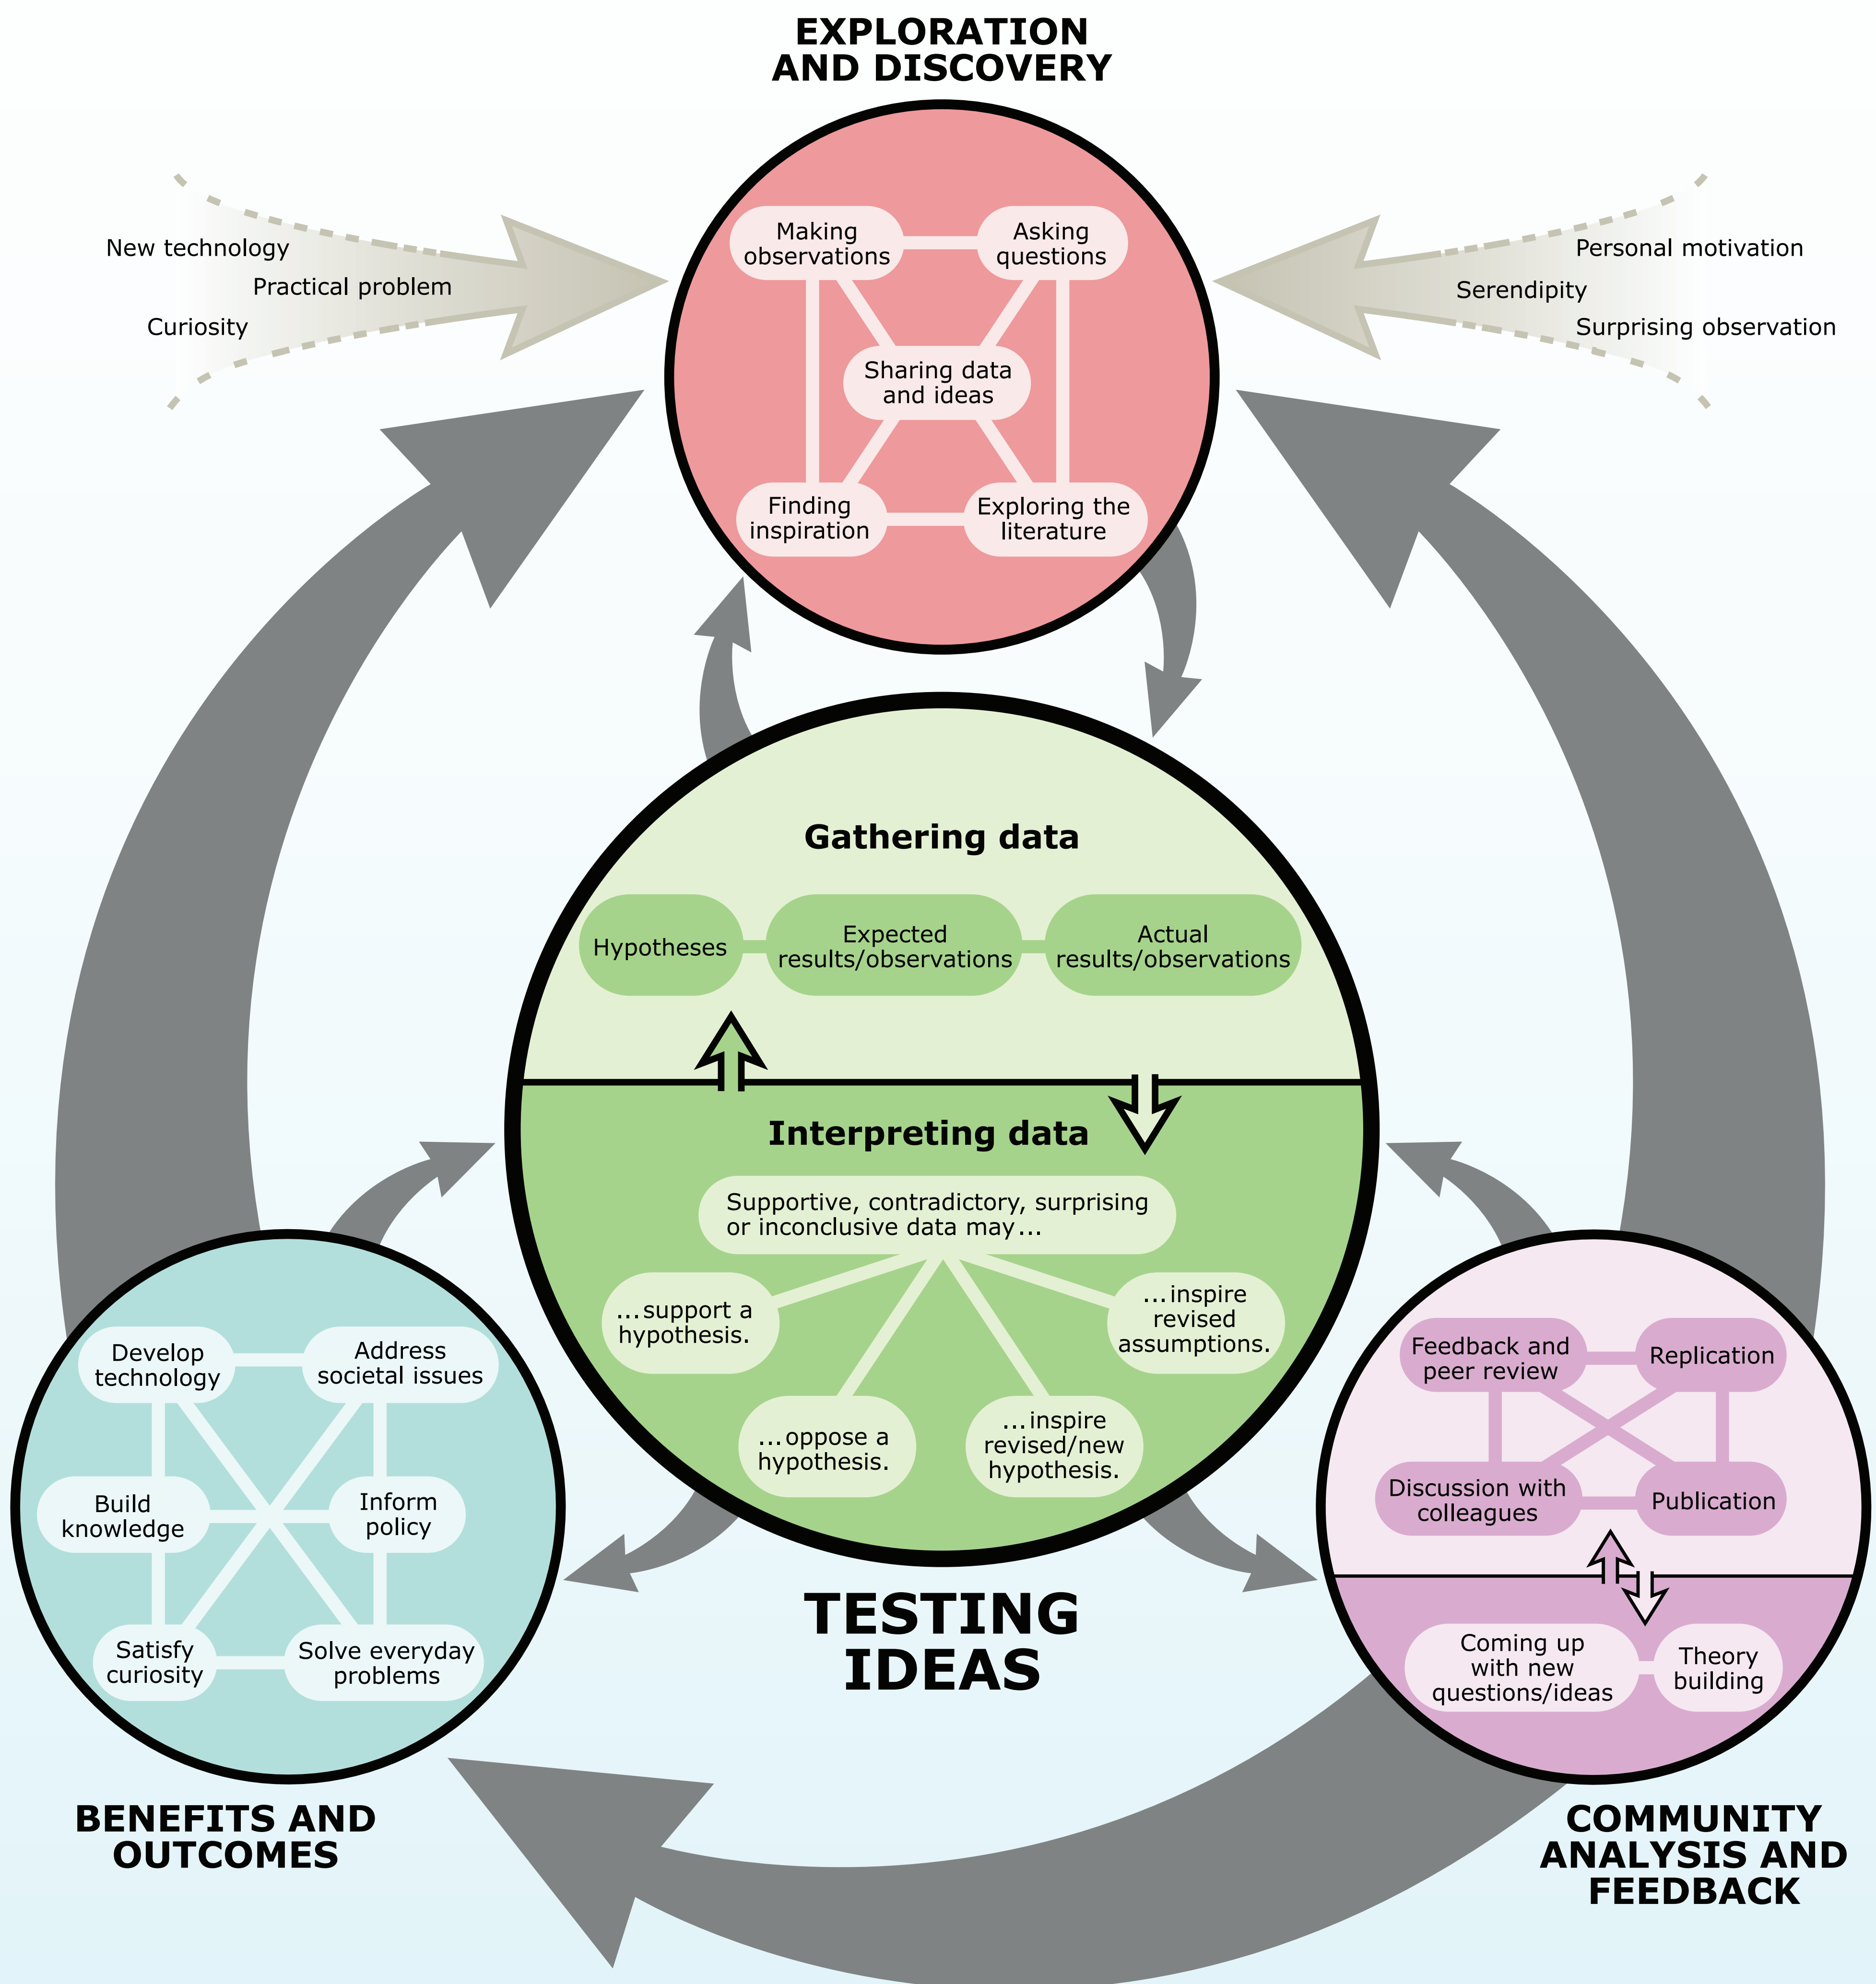 EXPLORATION
AND DISCOVERY
New technology
Practical problem
Curiosity
Personal motivation
Serendipity
Surprising observation
Making
observations
Asking
questions
Sharing data
and ideas
Finding
inspiration
Exploring the
literature
Gathering data
Hypotheses
Expected
results/observations
Actual
results/observations
Interpreting data
Supportive, contradictory, surprising
or inconclusive data may...
...support a
hypothesis.
...oppose a
hypothesis.
...inspire
revised/new
hypothesis.
...inspire
revised
assumptions.
TESTING
IDEAS
Develop
technology
Address
societal issues
Build
knowledge
Inform
policy
Satisfy
curiosity
Solve everyday
problems
BENEFITS AND
OUTCOMES
Feedback and
peer review
Replication
Discussion with
colleagues
Publication
Coming up
with new
questions/ideas
Theory
building
COMMUNITY
ANALYSIS AND
FEEDBACK